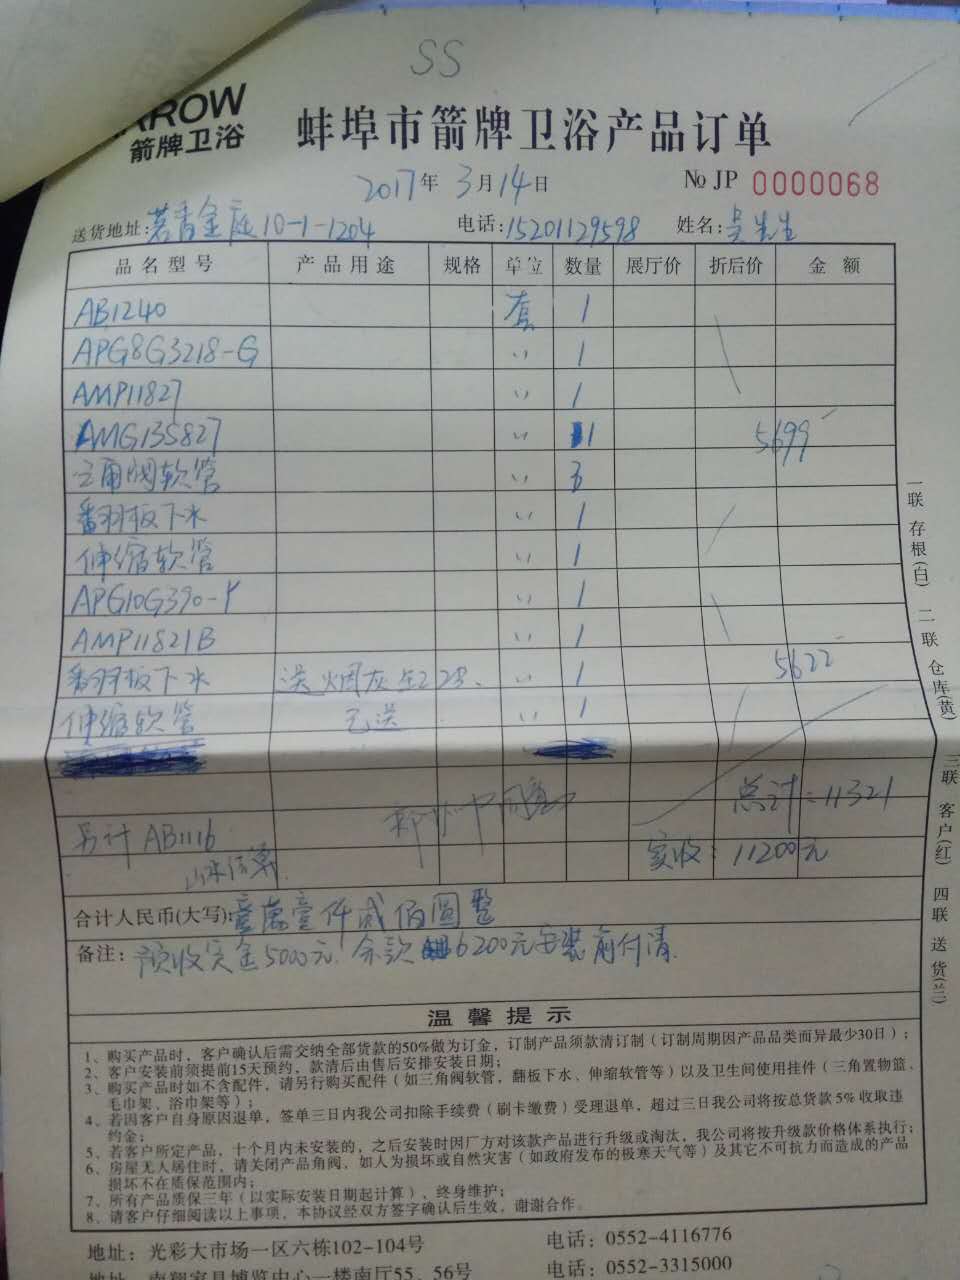 SS
ARROW
箭牌卫浴
蚌埠市箭牌卫浴产品订单
2017年 3月14日 №JP 0000068
送货地址:茗香金庭10-1-1204 电话:15201129598 姓名:吴先生
品名型号 产品用途 规格 单位 数量 展厅价 折后价 金额
AB1240 套 1
APG8G3218-G 〃 1
AMP11827 〃 1
AMG135827 〃 1 5699
三角阀软管 〃 3
翻板下水 〃 1
伸缩软管 〃 1
APG10G390-Y 〃 1
AMP11821B 〃 1
翻板下水 送烟灰 〃 1 5622
伸缩软管 已送 〃 1
总计:11321
另计 AB1116
实收:11200元
合计人民币(大写):壹萬壹仟贰佰圆整
备注:预收定金5000元!余款6200元安装前付清.
温馨提示
1、购买产品时，客户确认后需交纳全部货款的50%做为订金，订制产品须款清订制（订制周期因产品品类而异最少30日）；
2、客户安装前须提前15天预约，款清后由售后安排安装日期；
3、购买产品时如不含配件，请另行购买配件（如三角阀软管，翻板下水、伸缩软管等）以及卫生间使用挂件（三角置物篮、
毛巾架、浴巾架等）；
4、若因客户自身原因退单，签单三日内我公司扣除手续费（刷卡缴费）受理退单，超过三日我公司将按总货款5%收取违
约金；
5、若客户所定产品，十个月内未安装的，之后安装时因厂方对该款产品进行升级或淘汰，我公司将按升级款价格体系执行；
6、房屋无人居住时，请关闭产品角阀，如人为损坏或自然灾害（如政府发布的极寒天气等）及其它不可抗力而造成的产品
损坏不在质保范围内；
7、所有产品质保三年（以实际安装日期起计算）、终身维护；
8、请客户仔细阅读以上事项，本协议经双方签字确认后生效，谢谢合作。
地址：光彩大市场一区六栋102-104号 电话：0552-4116776
南翔家具博览中心一楼南厅55、56号 电话：0552-3315000
一联 存根(白) 二联 仓库(黄) 三联 客户(红) 四联 送货(兰)